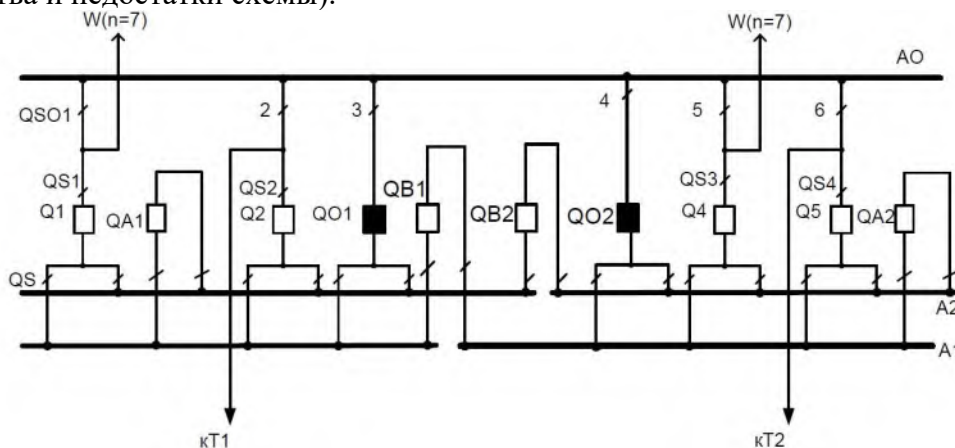 ва и недостатки схемы).
W(n=7) W(n=7)
AO
QSO1 2 3 4 5 6
QS1 QS2 QB1 QS3 QS4
Q1 QA1 Q2 QO1 QB2 QO2 Q4 Q5 QA2
QS
A2
A1
кТ1 кТ2